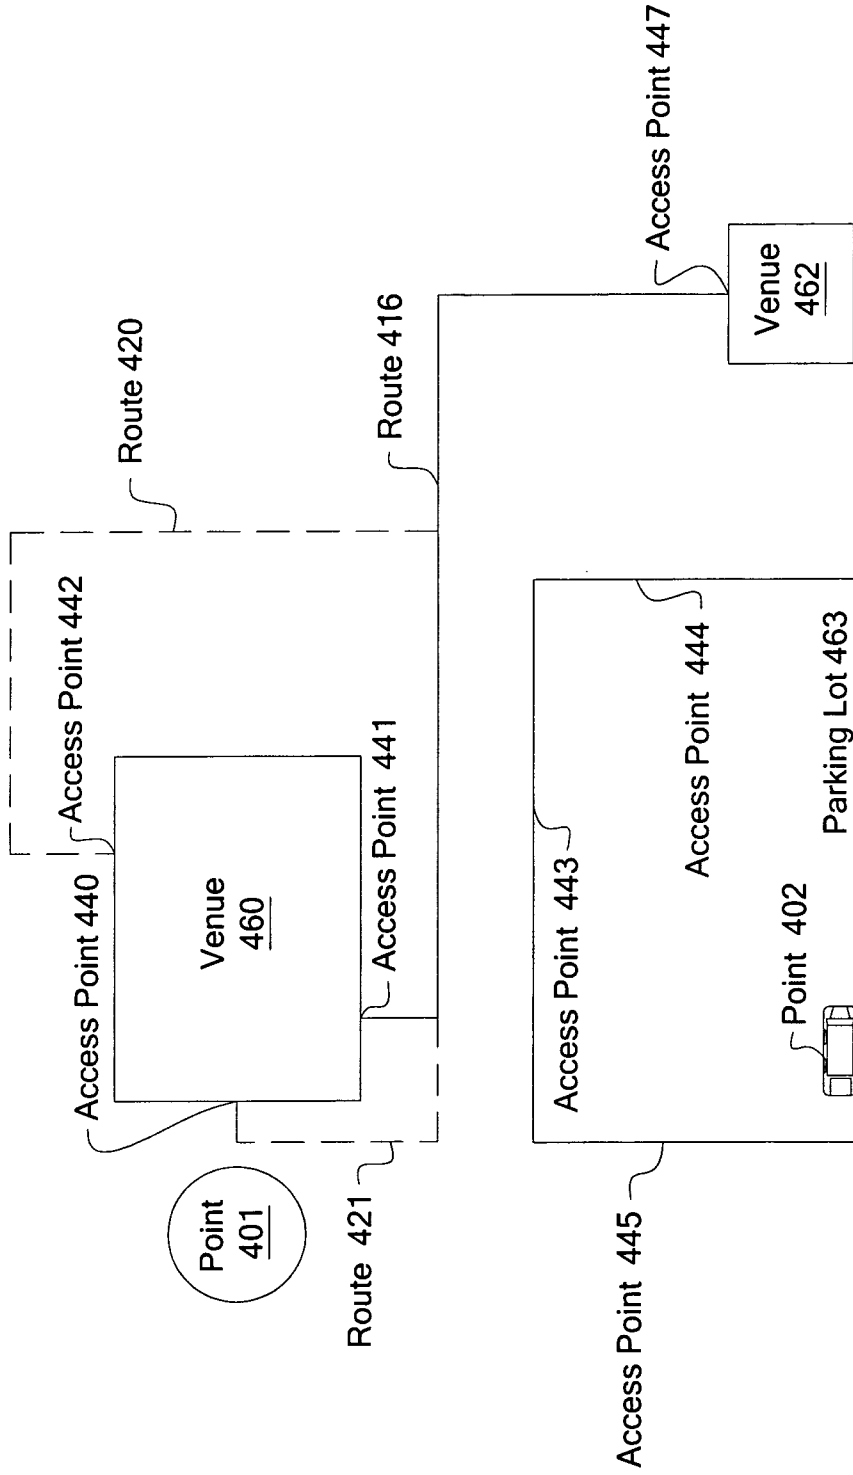 Route 420
Access Point 442
Access Point 440
Venue
460
Point
401
Access Point 441
Route 421
Route 416
Access Point 447
Venue
462
Access Point 443
Access Point 444
Access Point 445
Point 402
Parking Lot 463